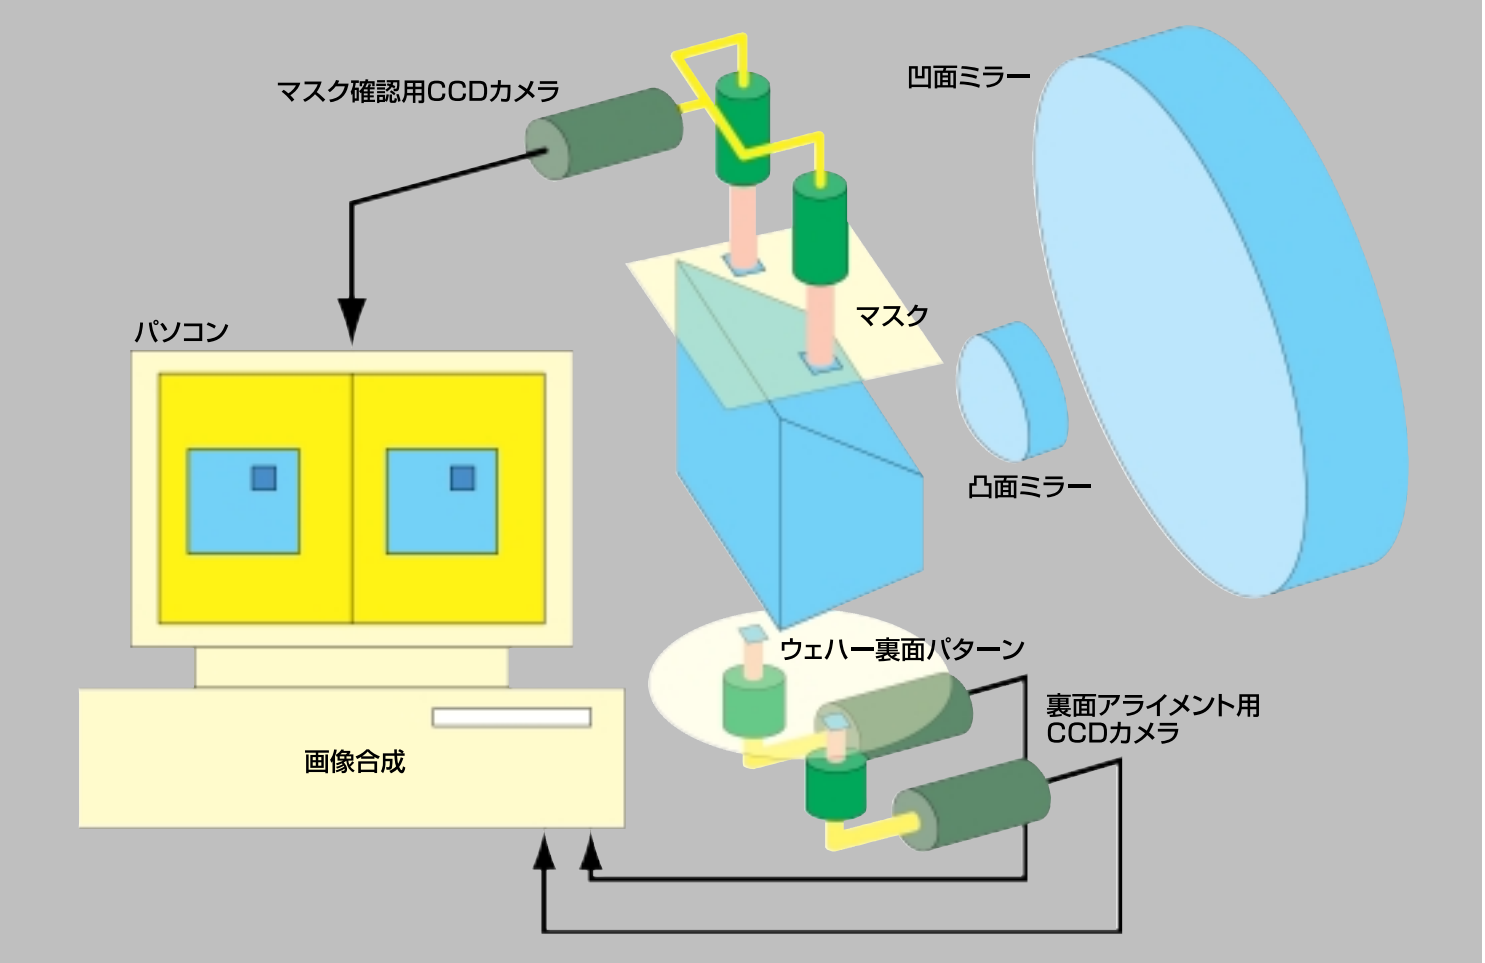 マスク確認用CCDカメラ
凹面ミラー
マスク
パソコン
凸面ミラー
ウェハー裏面パターン
裏面アライメント用
CCDカメラ
画像合成